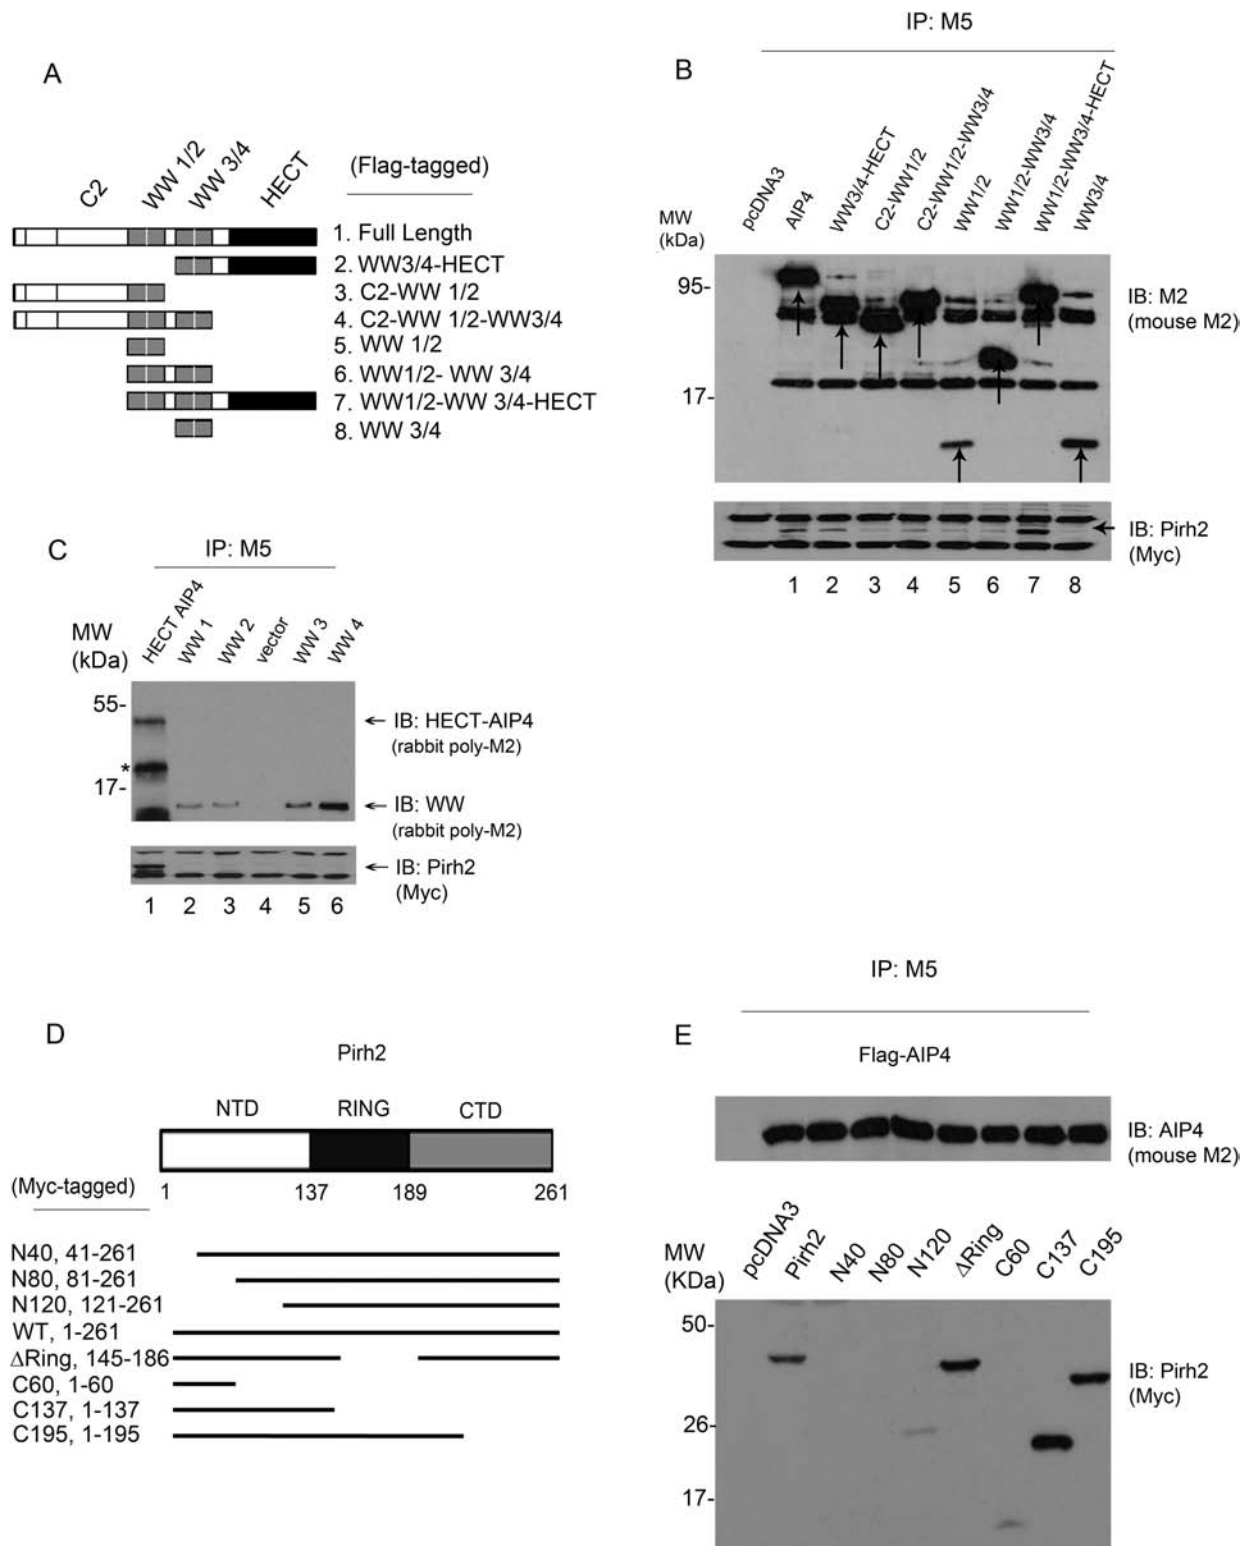 A
C2
WW 1/2
WW 3/4
HECT
(Flag-tagged)
1. Full Length
2. WW3/4-HECT
3. C2-WW 1/2
4. C2-WW 1/2-WW3/4
5. WW 1/2
6. WW1/2- WW 3/4
7. WW1/2-WW 3/4-HECT
8. WW 3/4
IP: M5
B
pcDNA3
AIP4
WW3/4-HECT
C2-WW1/2
C2-WW1/2-WW3/4
WW1/2
WW1/2-WW3/4
WW1/2-WW3/4-HECT
WW3/4
MW
(kDa)
95-
17-
IB: M2
(mouse M2)
IB: Pirh2
(Myc)
1 2 3 4 5 6 7 8
C
IP: M5
HECT AIP4
WW 1
WW 2
vector
WW 3
WW 4
MW
(kDa)
55-
*
17-
IB: HECT-AIP4
(rabbit poly-M2)
IB: WW
(rabbit poly-M2)
IB: Pirh2
(Myc)
1 2 3 4 5 6
D
Pirh2
NTD RING CTD
(Myc-tagged)
1 137 189 261
N40, 41-261
N80, 81-261
N120, 121-261
WT, 1-261
ΔRing, 145-186
C60, 1-60
C137, 1-137
C195, 1-195
IP: M5
E
Flag-AIP4
IB: AIP4
(mouse M2)
pcDNA3
Pirh2
N40
N80
N120
ΔRing
C60
C137
C195
MW
(KDa)
50-
26-
17-
IB: Pirh2
(Myc)